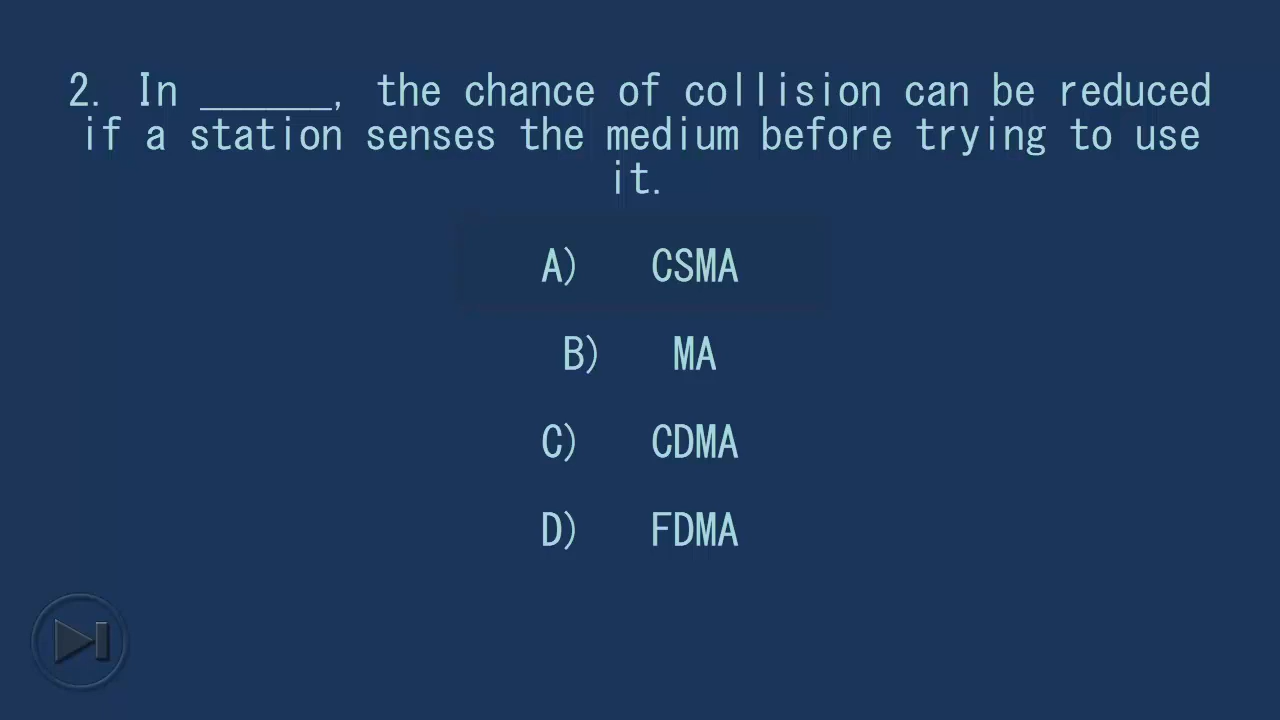 2. In ______, the chance of collision can be reduced
if a station senses the medium before trying to use
it.
A) CSMA
B) MA
C) CDMA
D) FDMA